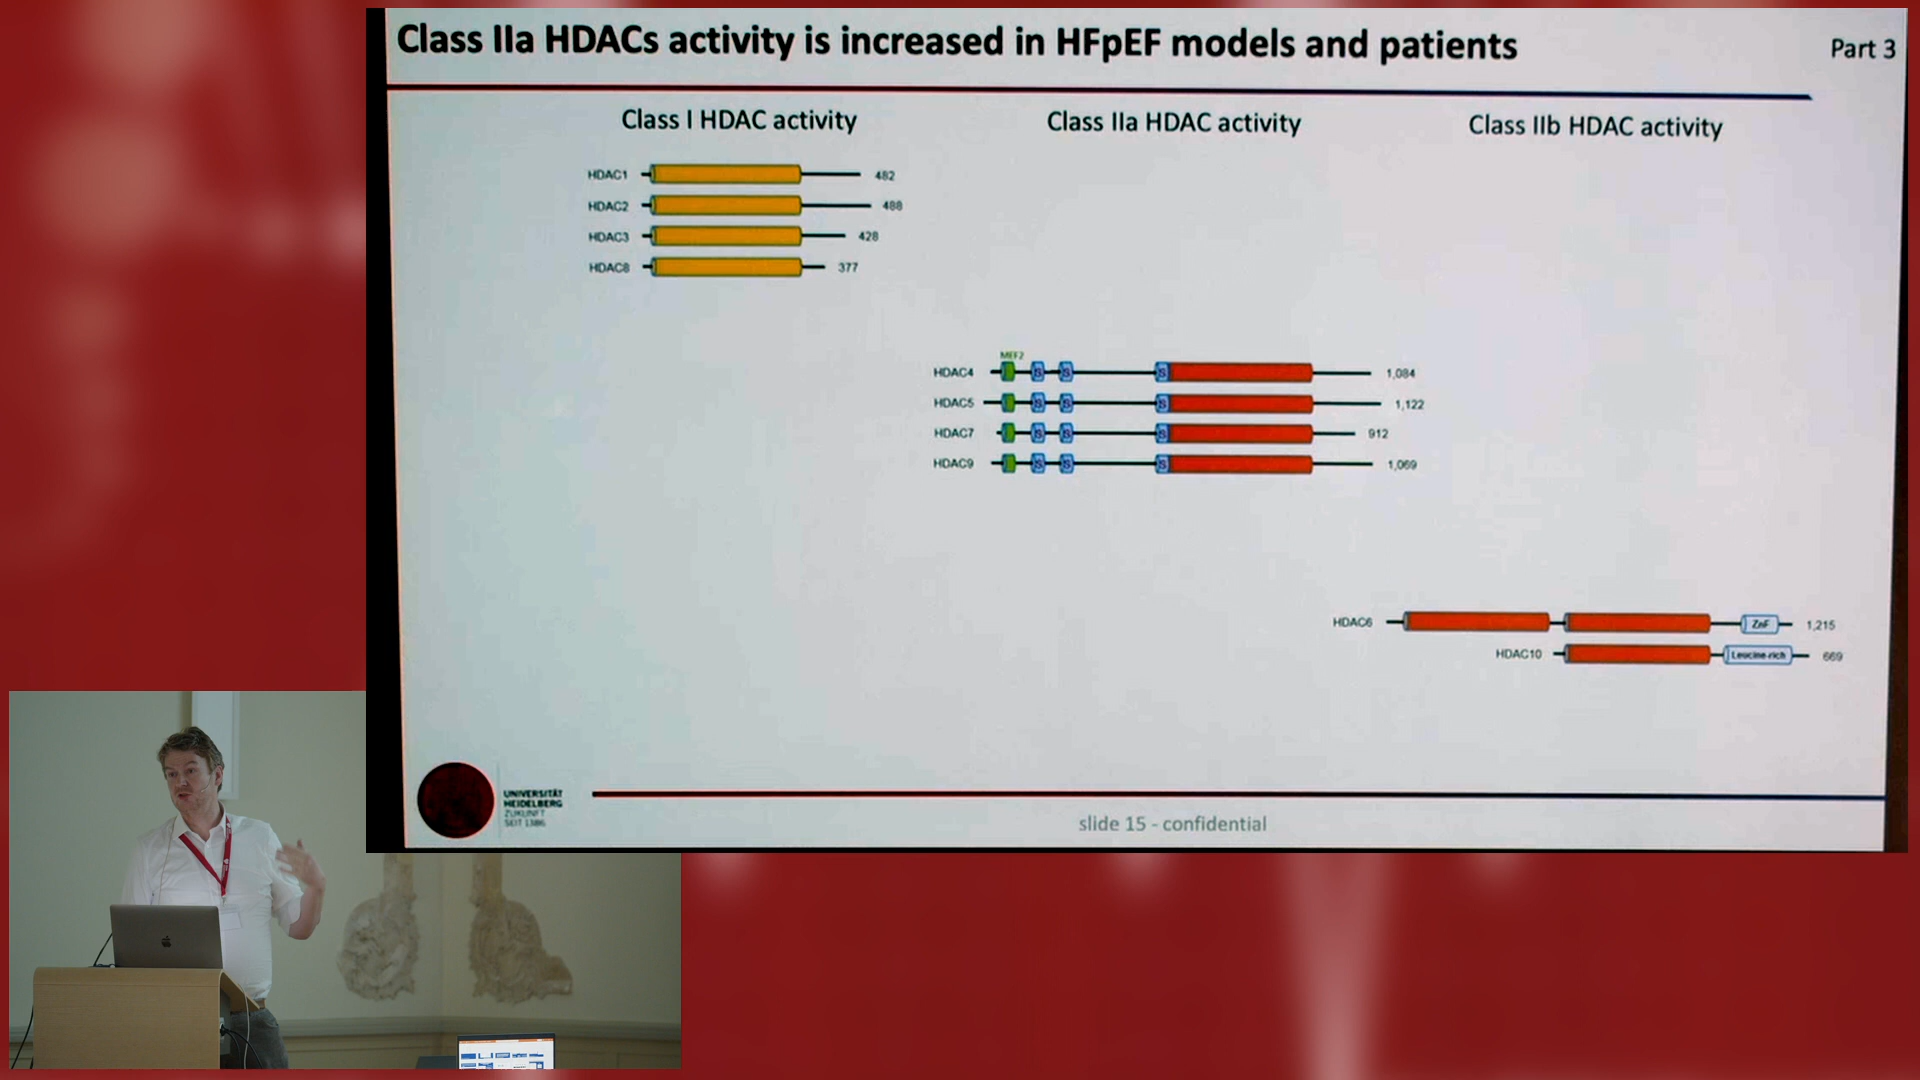 Class IIa HDACs activity is increased in HFpEF models and patients
Part 3
Class I HDAC activity
Class IIa HDAC activity
Class IIb HDAC activity
HDAC1 482
HDAC2 488
HDAC3 428
HDAC8 377
MEF2
HDAC4 S S S 1,084
HDAC5 S S S 1,122
HDAC7 S S S 912
HDAC9 S S S 1,069
HDAC6 ZnF 1,215
HDAC10 Leucine-rich 669
UNIVERSITÄT
HEIDELBERG
ZUKUNFT
SEIT 1386
slide 15 - confidential